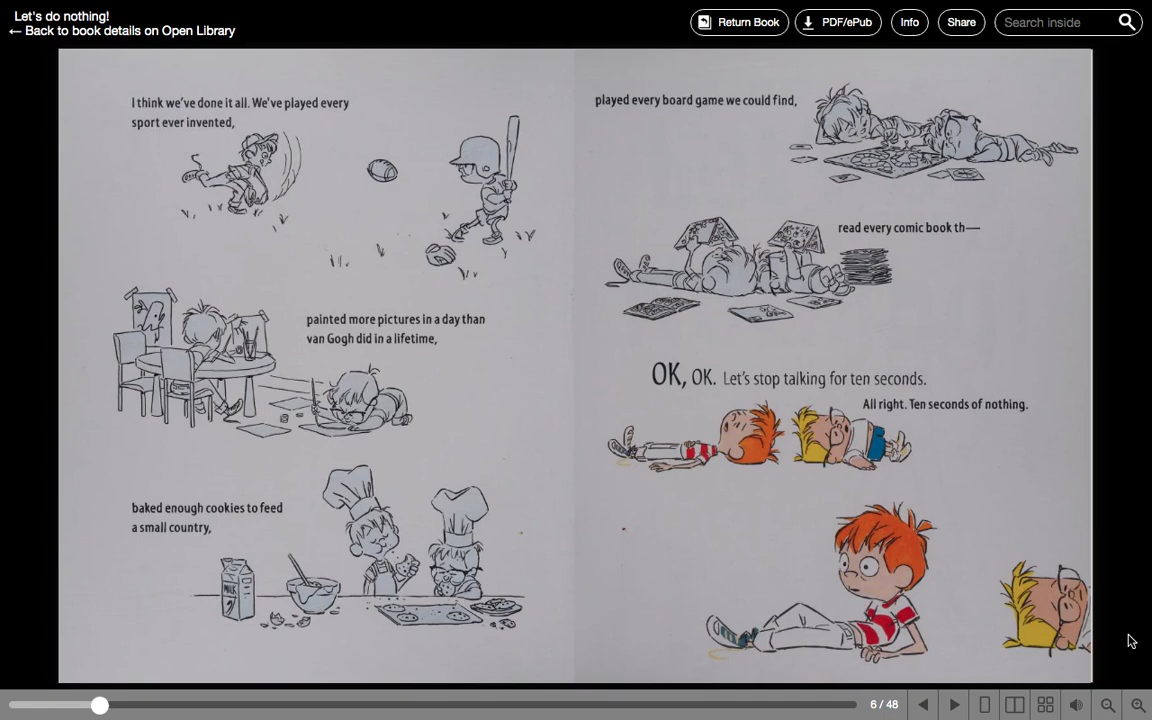 Let's do nothing!
← Back to book details on Open Library
Return Book
PDF/ePub
Info
Share
Search inside
I think we've done it all. We've played every
sport ever invented,
painted more pictures in a day than
van Gogh did in a lifetime,
baked enough cookies to feed
a small country,
MILK
played every board game we could find,
read every comic book th—
OK, OK. Let's stop talking for ten seconds.
All right. Ten seconds of nothing.
6 / 48